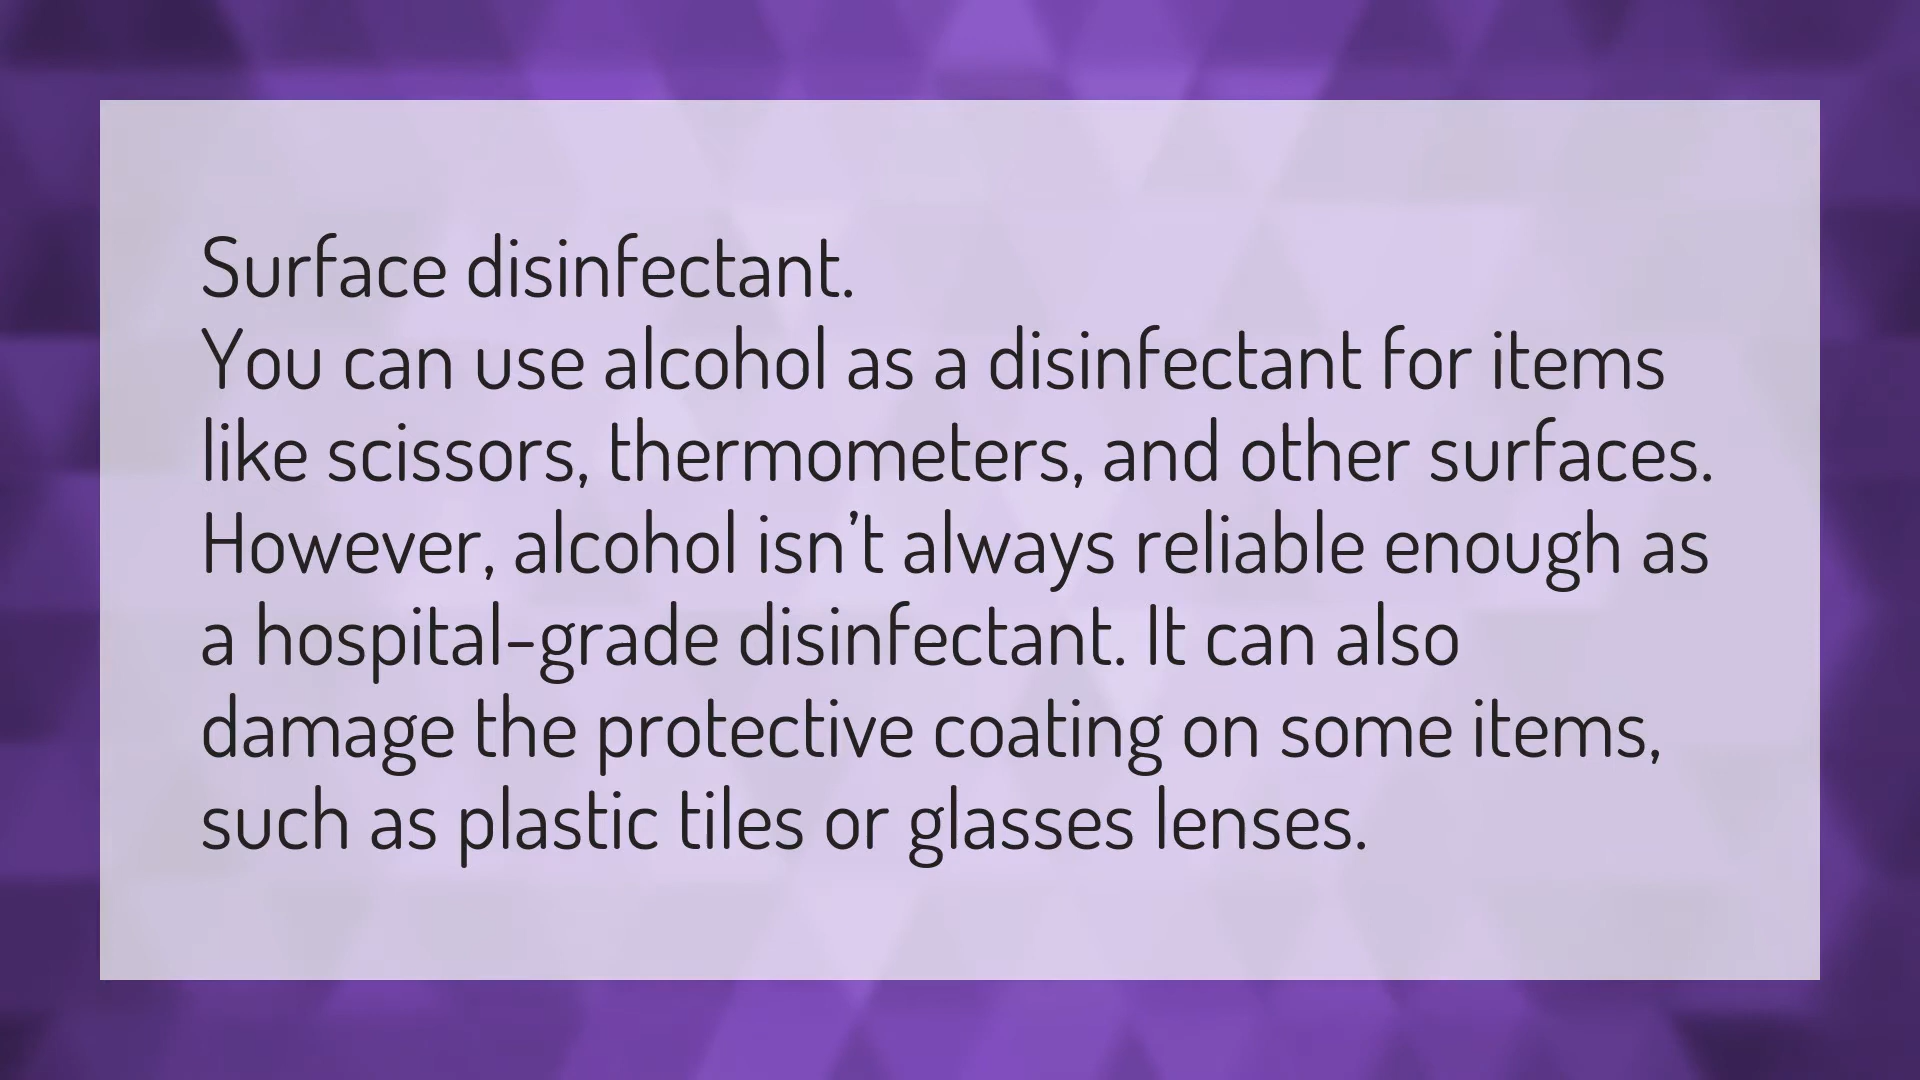 Surface disinfectant.
You can use alcohol as a disinfectant for items
like scissors, thermometers, and other surfaces.
However, alcohol isn’t always reliable enough as
a hospital-grade disinfectant. It can also
damage the protective coating on some items,
such as plastic tiles or glasses lenses.